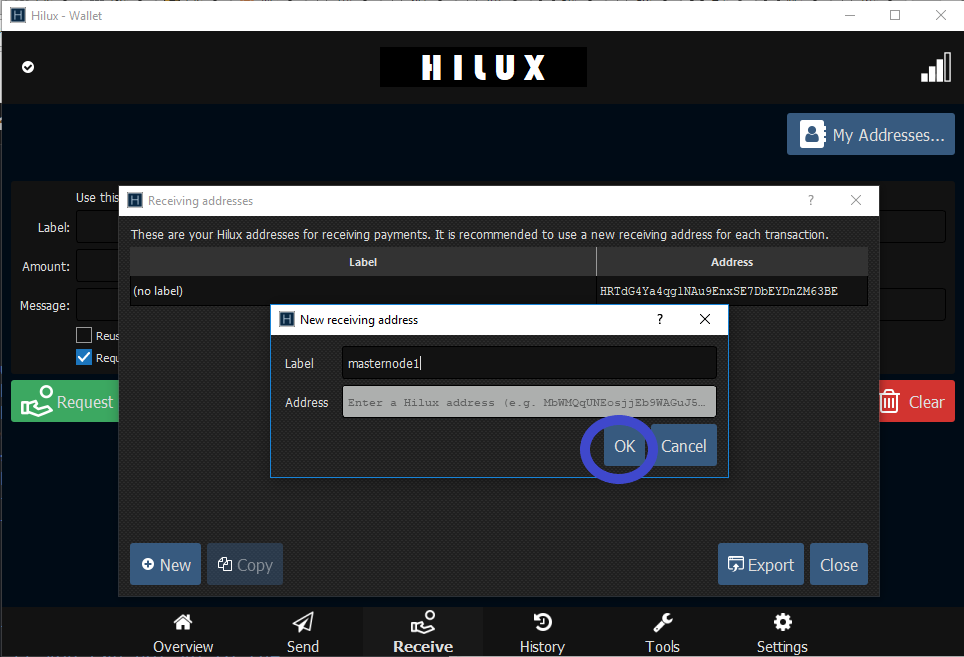 Hilux - Wallet
HILUX
My Addresses...
Use this
Label:
Amount:
Message:
Reus
Requ
Request
Clear
Receiving addresses
?
These are your Hilux addresses for receiving payments. It is recommended to use a new receiving address for each transaction.
Label Address
(no label) HRTdG4Ya4qglNAu9EnxSE7DbEYDnZM63BE
New receiving address
?
Label masternode1
Address Enter a Hilux address (e.g. MbWMQqUNEosjjEb9WAGuJ5…
OK Cancel
New Copy Export Close
Overview Send Receive History Tools Settings